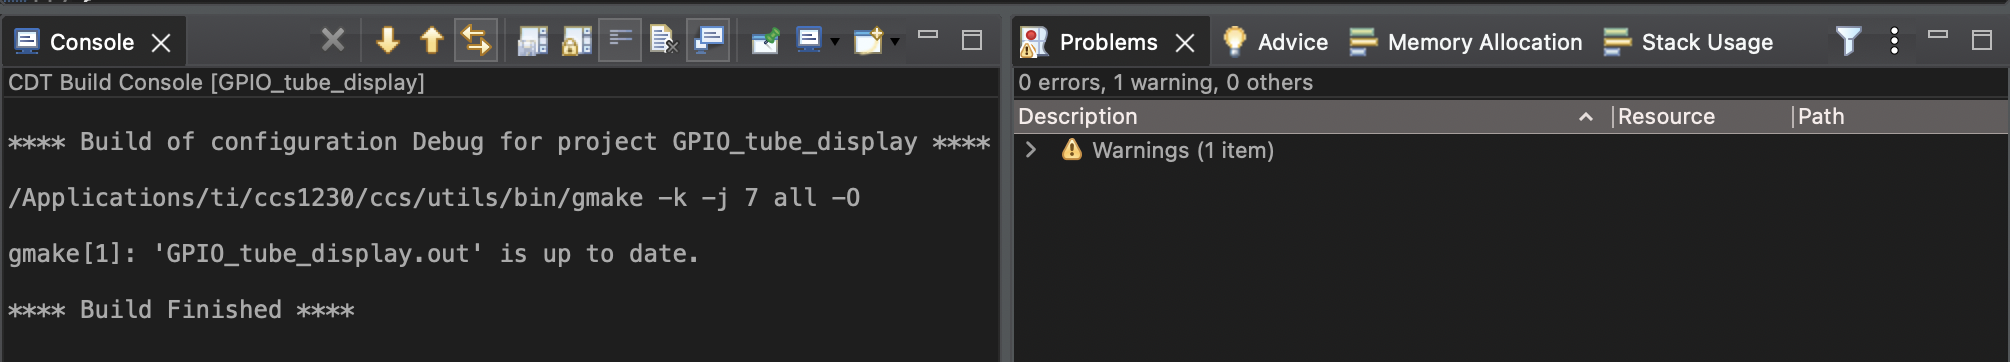 Console
CDT Build Console [GPIO_tube_display]
**** Build of configuration Debug for project GPIO_tube_display ****
/Applications/ti/ccs1230/ccs/utils/bin/gmake -k -j 7 all -O
gmake[1]: 'GPIO_tube_display.out' is up to date.
**** Build Finished ****
Problems Advice Memory Allocation Stack Usage
0 errors, 1 warning, 0 others
Description Resource Path
Warnings (1 item)